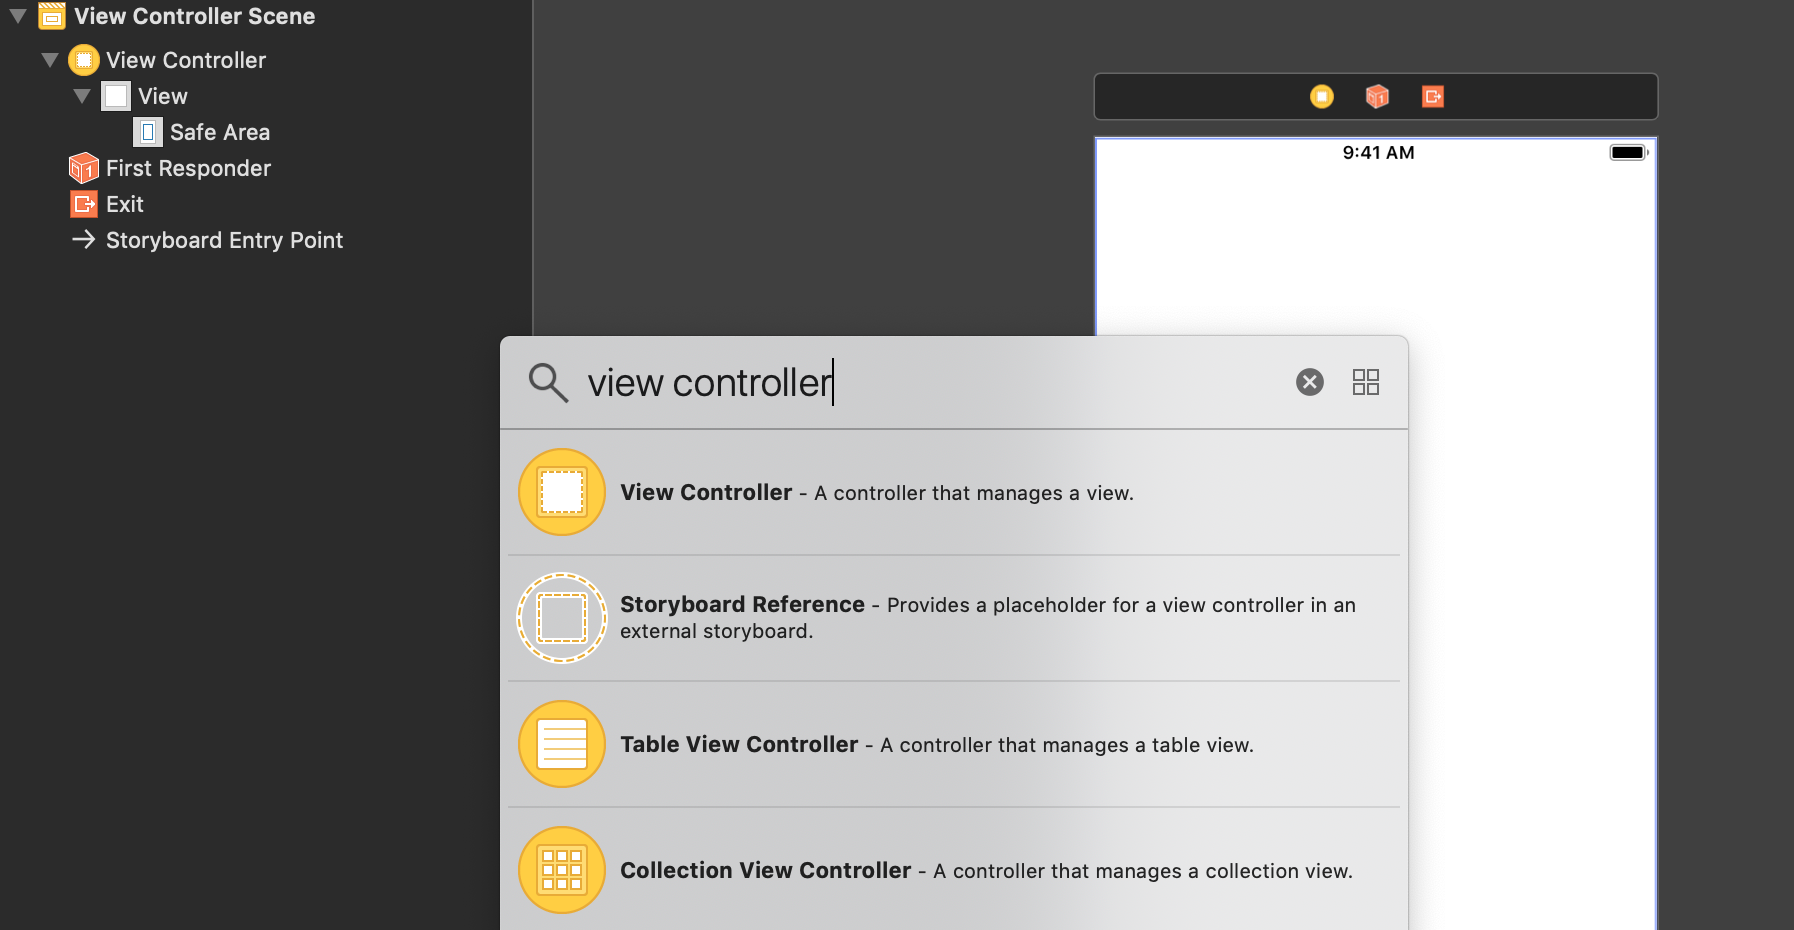 View Controller Scene
View Controller
View
Safe Area
First Responder
Exit
Storyboard Entry Point
1
9:41 AM
view controller
View Controller - A controller that manages a view.
Storyboard Reference - Provides a placeholder for a view controller in an
external storyboard.
Table View Controller - A controller that manages a table view.
Collection View Controller - A controller that manages a collection view.